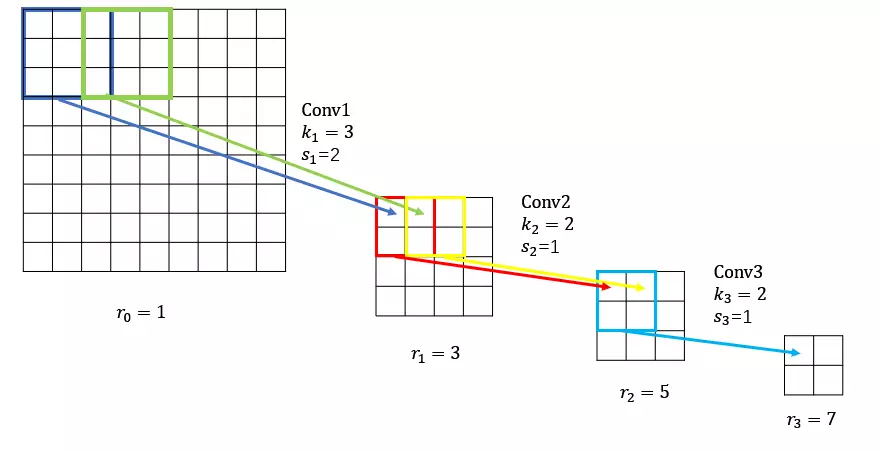 Conv1
k₁ = 3
s₁=2
r₀ = 1
Conv2
k₂ = 2
s₂=1
r₁ = 3
Conv3
k₃ = 2
s₃=1
r₂ = 5
r₃ = 7